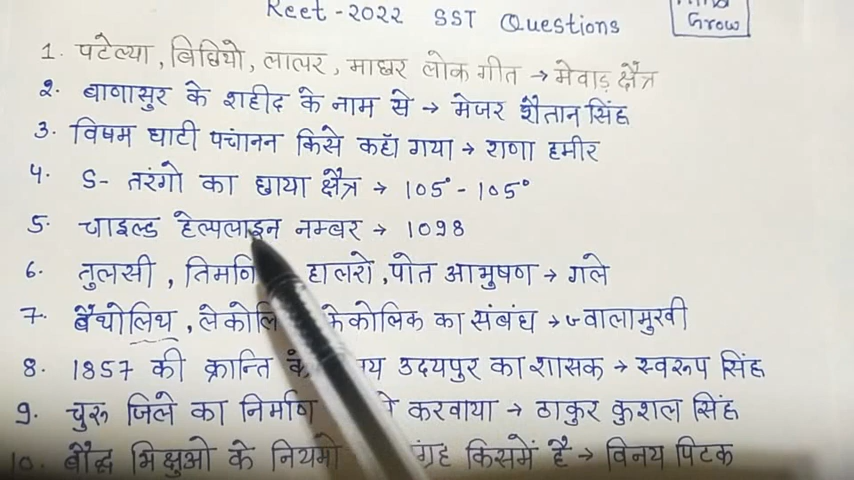 Reet-2022 SST Questions
Grow
1. पटेल्या, बिछियो, लालर, माछर लोक गीत → मेवाड़ क्षैत्र
2. बाणासुर के शहीद के नाम से → मेजर शैतान सिंह
3. विषम घाटी पचांनन किसे कहाँ गया → राणा हमीर
4. S- तरंगो का छाया क्षैत्र → 105° - 105°
5. चाइल्ड हेल्पलाइन नम्बर → 1098
6. तुलसी, हालरो, पोत आभुषण → गले
7. बैथोलिथ, का संबंध → ज्वालामुखी
8. 1857 की क्रान्ति उदयपुर का शासक → स्वरुप सिंह
9. चुरू जिले का निर्माण करवाया → ठाकुर कुशल सिंह
10. बौद्ध भिक्षुओ के नियमो किसमें है → विनय पिटक